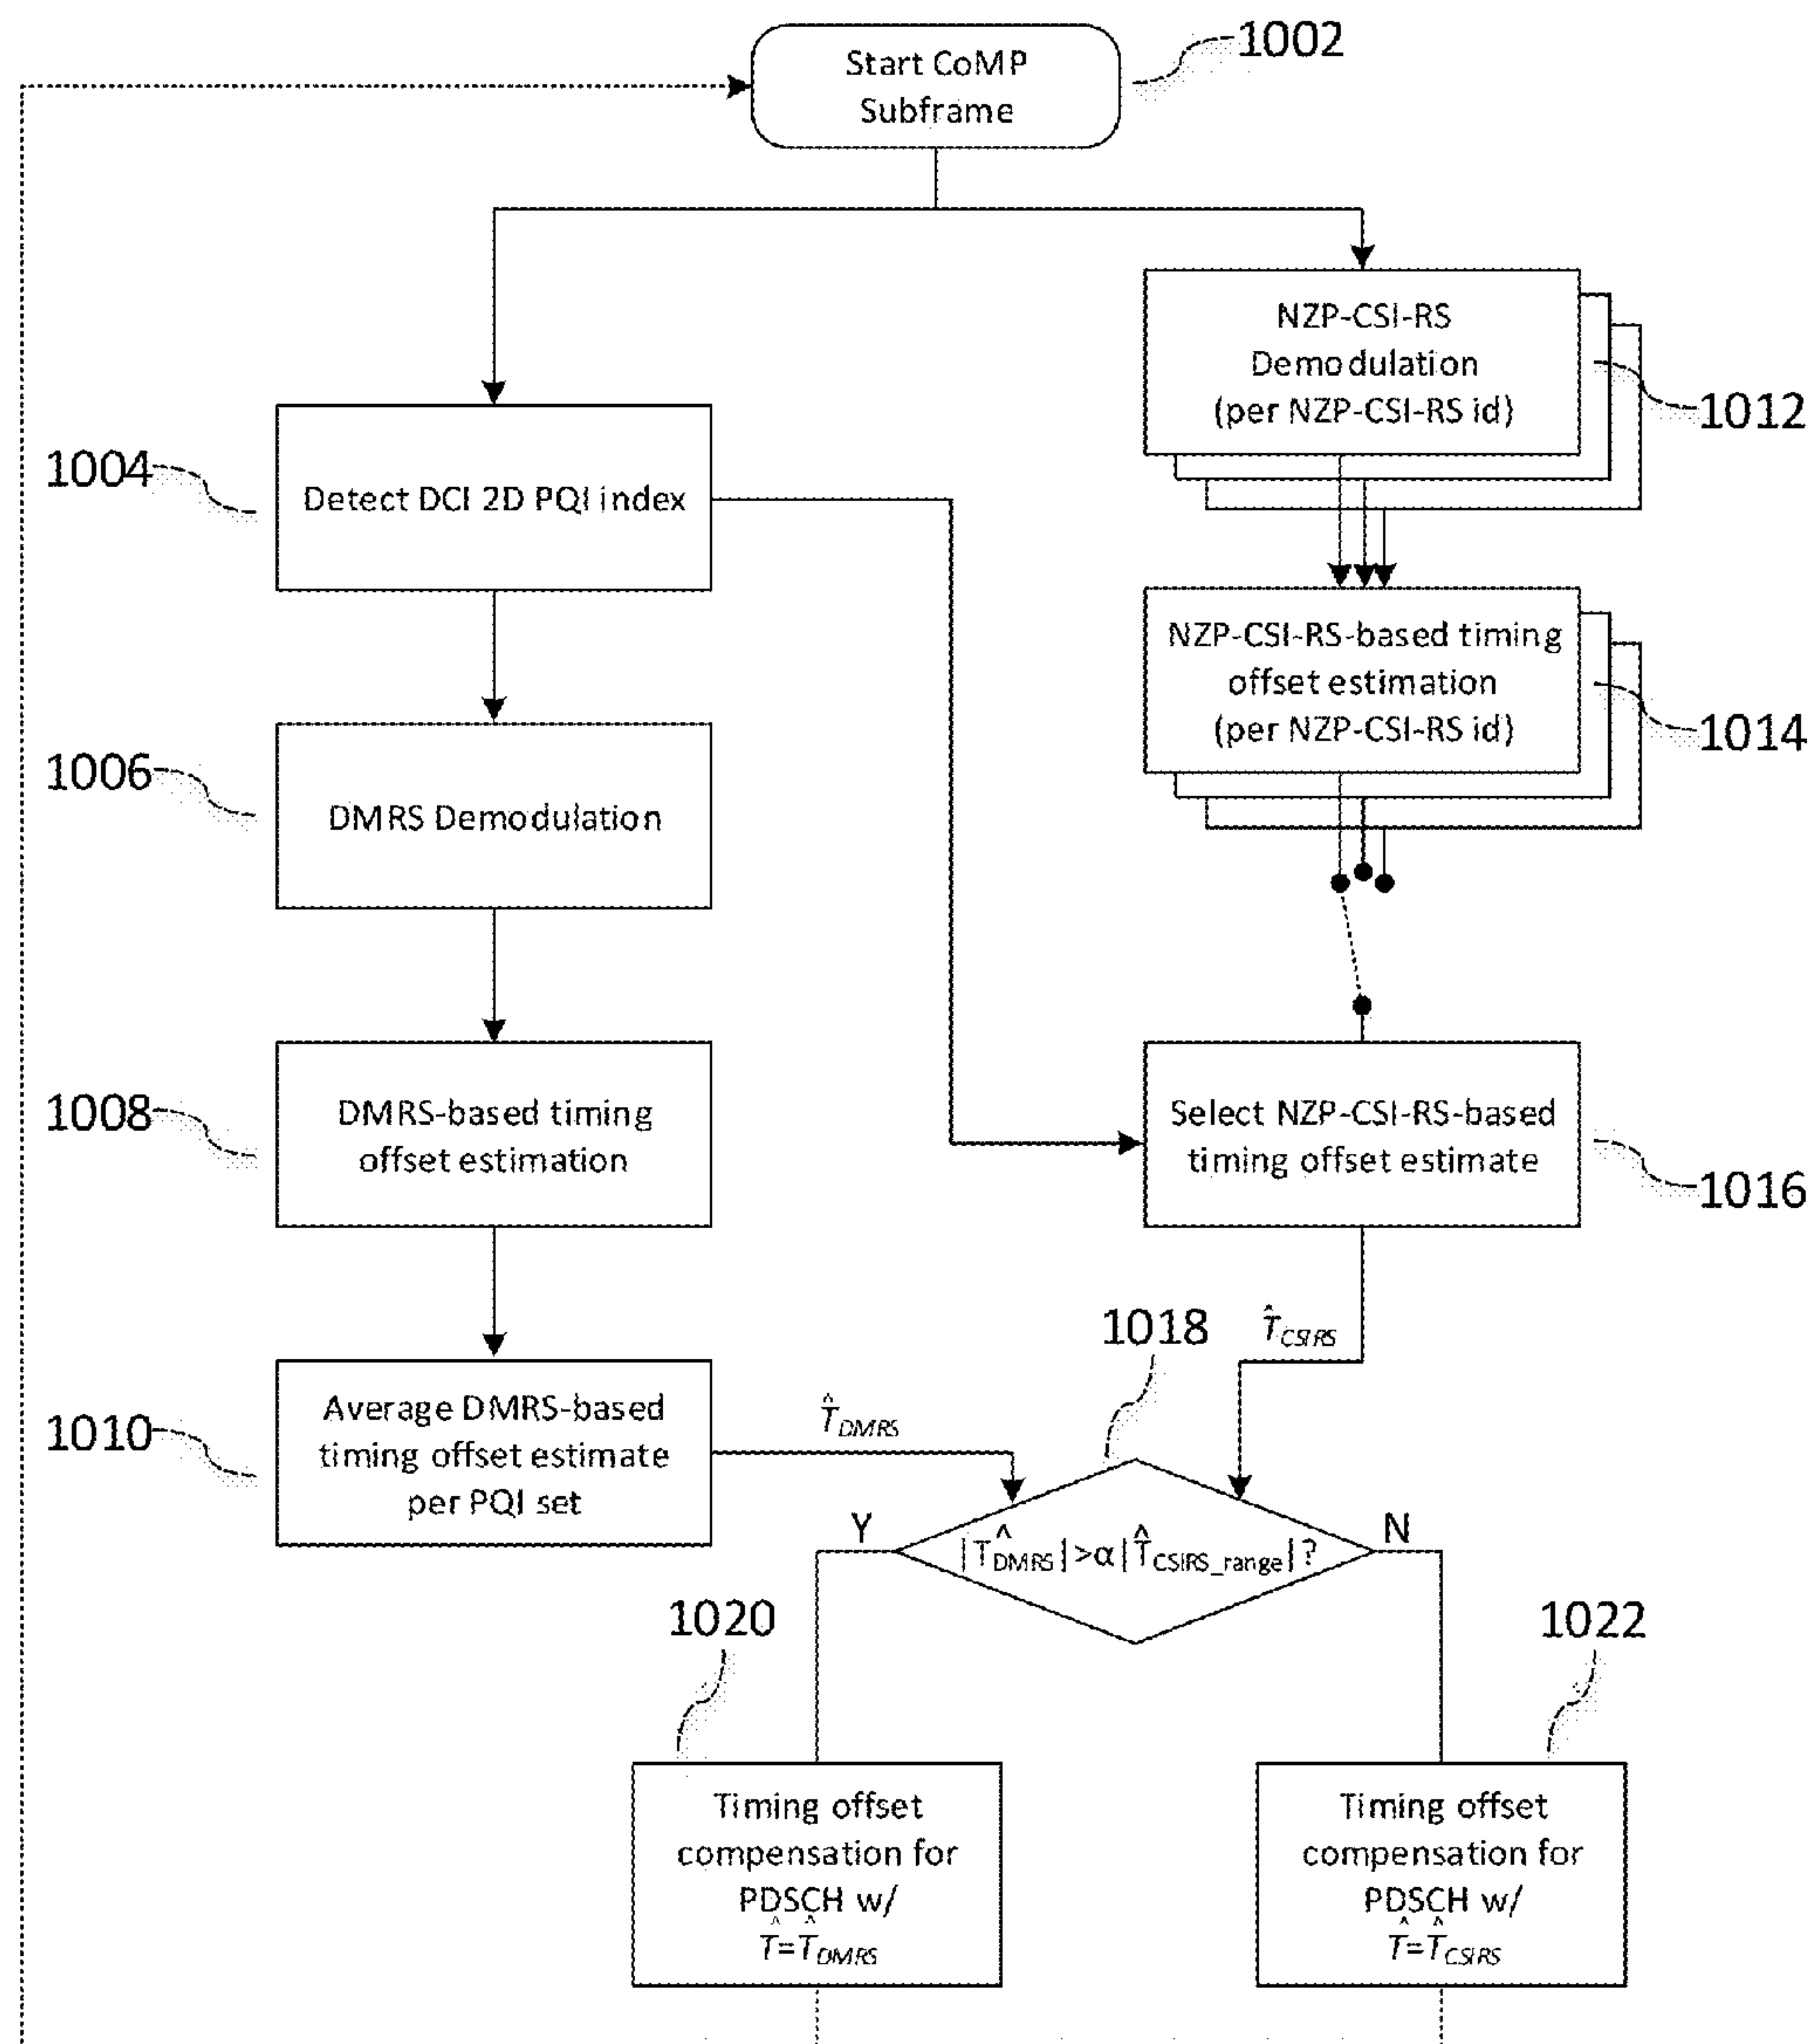 Start CoMP
Subframe
1002
NZP-CSI-RS
Demodulation
(per NZP-CSI-RS id)
1012
1004
Detect DCI 2D PQI index
NZP-CSI-RS-based timing
offset estimation
(per NZP-CSI-RS id)
1014
1006
DMRS Demodulation
1008
DMRS-based timing
offset estimation
Select NZP-CSI-RS-based
timing offset estimate
1016
1018
T̂CSIRS
1010
Average DMRS-based
timing offset estimate
per PQI set
T̂DMRS
Y
|T̂DMRS|>α|T̂CSIRS_range|?
N
1020
1022
Timing offset
compensation for
PDSCH w/
T̂=T̂DMRS
Timing offset
compensation for
PDSCH w/
T̂=T̂CSIRS